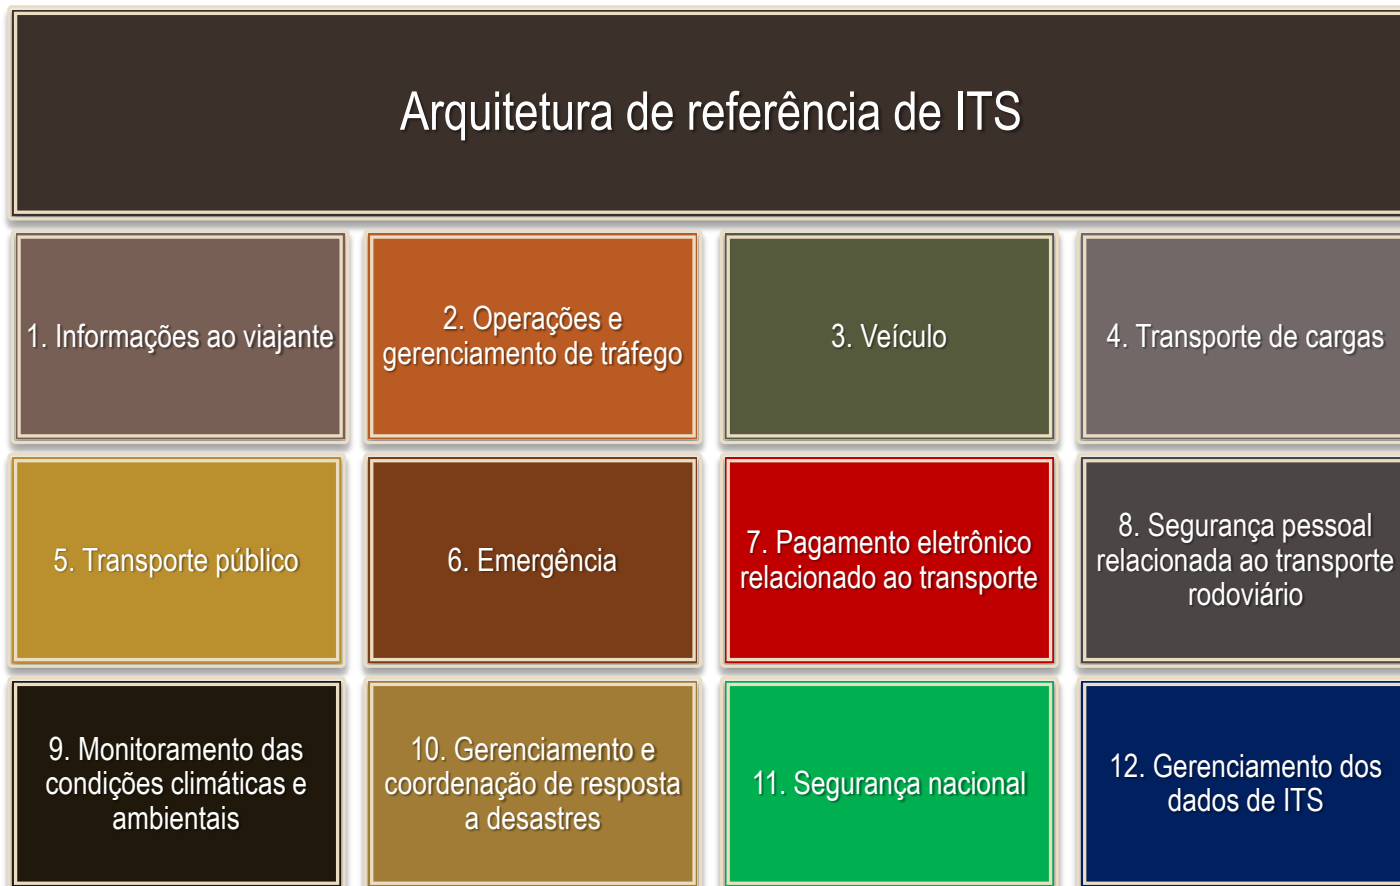 Arquitetura de referência de ITS
1. Informações ao viajante
2. Operações e
gerenciamento de tráfego
3. Veículo
4. Transporte de cargas
5. Transporte público
6. Emergência
7. Pagamento eletrônico
relacionado ao transporte
8. Segurança pessoal
relacionada ao transporte
rodoviário
9. Monitoramento das
condições climáticas e
ambientais
10. Gerenciamento e
coordenação de resposta
a desastres
11. Segurança nacional
12. Gerenciamento dos
dados de ITS